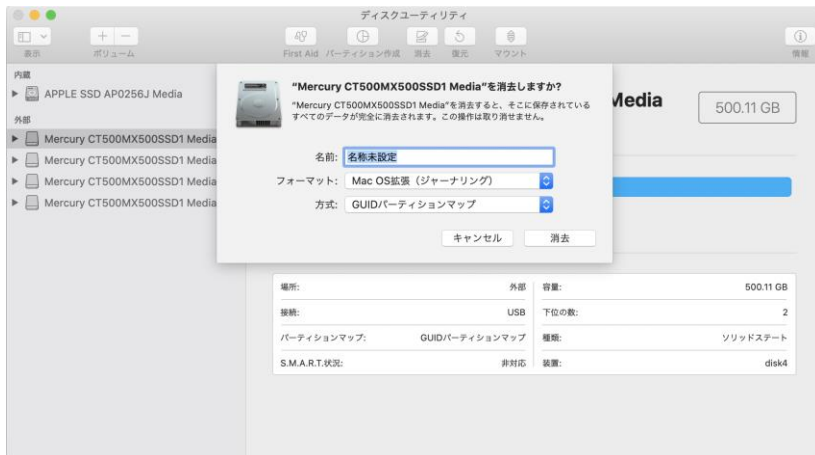 ディスクユーティリティ
表示
ボリューム
First Aid
パーティション作成
消去
復元
マウント
情報
内蔵
APPLE SSD AP0256J Media
外部
Mercury CT500MX500SSD1 Media
Mercury CT500MX500SSD1 Media
Mercury CT500MX500SSD1 Media
Mercury CT500MX500SSD1 Media
"Mercury CT500MX500SSD1 Media"を消去しますか?
"Mercury CT500MX500SSD1 Media"を消去すると、そこに保存されている
すべてのデータが完全に消去されます。この操作は取り消せません。
名前: 名称未設定
フォーマット: Mac OS拡張（ジャーナリング）
方式: GUIDパーティションマップ
キャンセル
消去
Media
500.11 GB
場所: 外部
容量: 500.11 GB
接続: USB
下位の数: 2
パーティションマップ: GUIDパーティションマップ
種類: ソリッドステート
S.M.A.R.T.状況: 非対応
装置: disk4